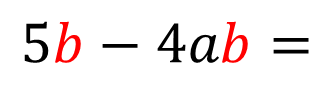 5b − 4ab =